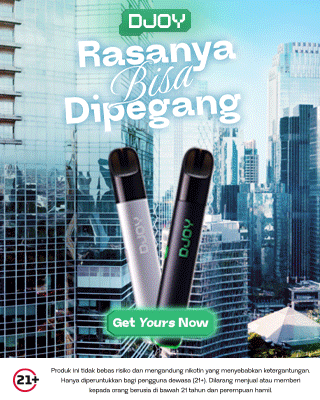 DJOY
Rasanya
Bisa
Dipegang
DJOY
DJOY
Get Yours Now
21+
Produk ini tidak bebas risiko dan mengandung nikotin yang menyebabkan ketergantungan.
Hanya diperuntukkan bagi pengguna dewasa (21+). Dilarang menjual atau memberi
kepada orang berusia di bawah 21 tahun dan perempuan hamil.